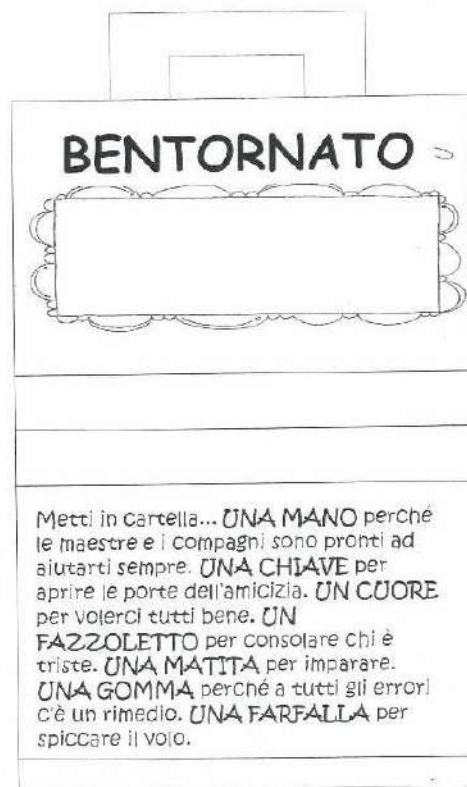 BENTORNATO
Metti in cartella... UNA MANO perché
le maestre e i compagni sono pronti ad
aiutarti sempre. UNA CHIAVE per
aprire le porte dell'amicizia. UN CUORE
per volerci tutti bene. UN
FAZZOLETTO per consolare chi è
triste. UNA MATITA per imparare.
UNA GOMMA perché a tutti gli errori
c'è un rimedio. UNA FARFALLA per
spiccare il volo.